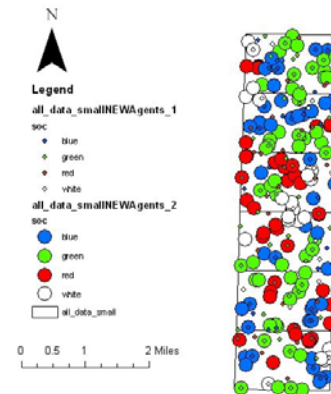 N
Legend
all_data_smallNEWAgents_1
soc
blue
green
red
white
all_data_smallNEWAgents_2
soc
blue
green
red
white
all_data_small
0 0.5 1 2 Miles